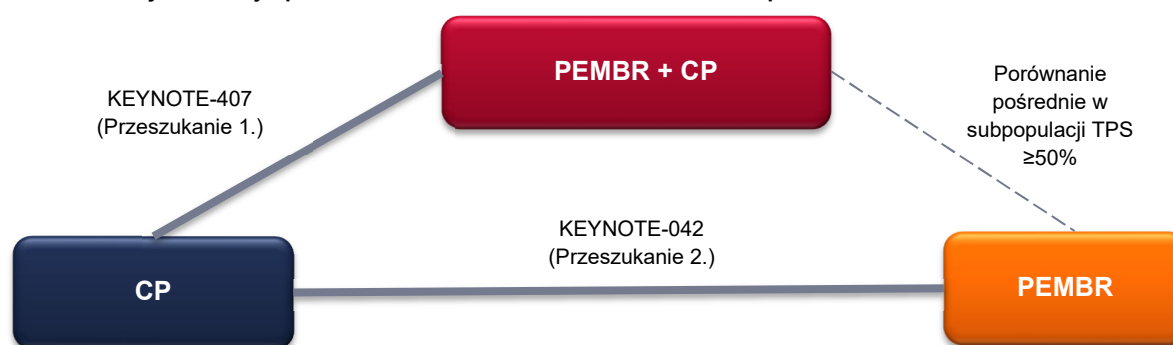 PEMBR + CP
KEYNOTE-407
(Przeszukanie 1.)
Porównanie
pośrednie w
subpopulacji TPS
≥50%
KEYNOTE-042
(Przeszukanie 2.)
CP
PEMBR